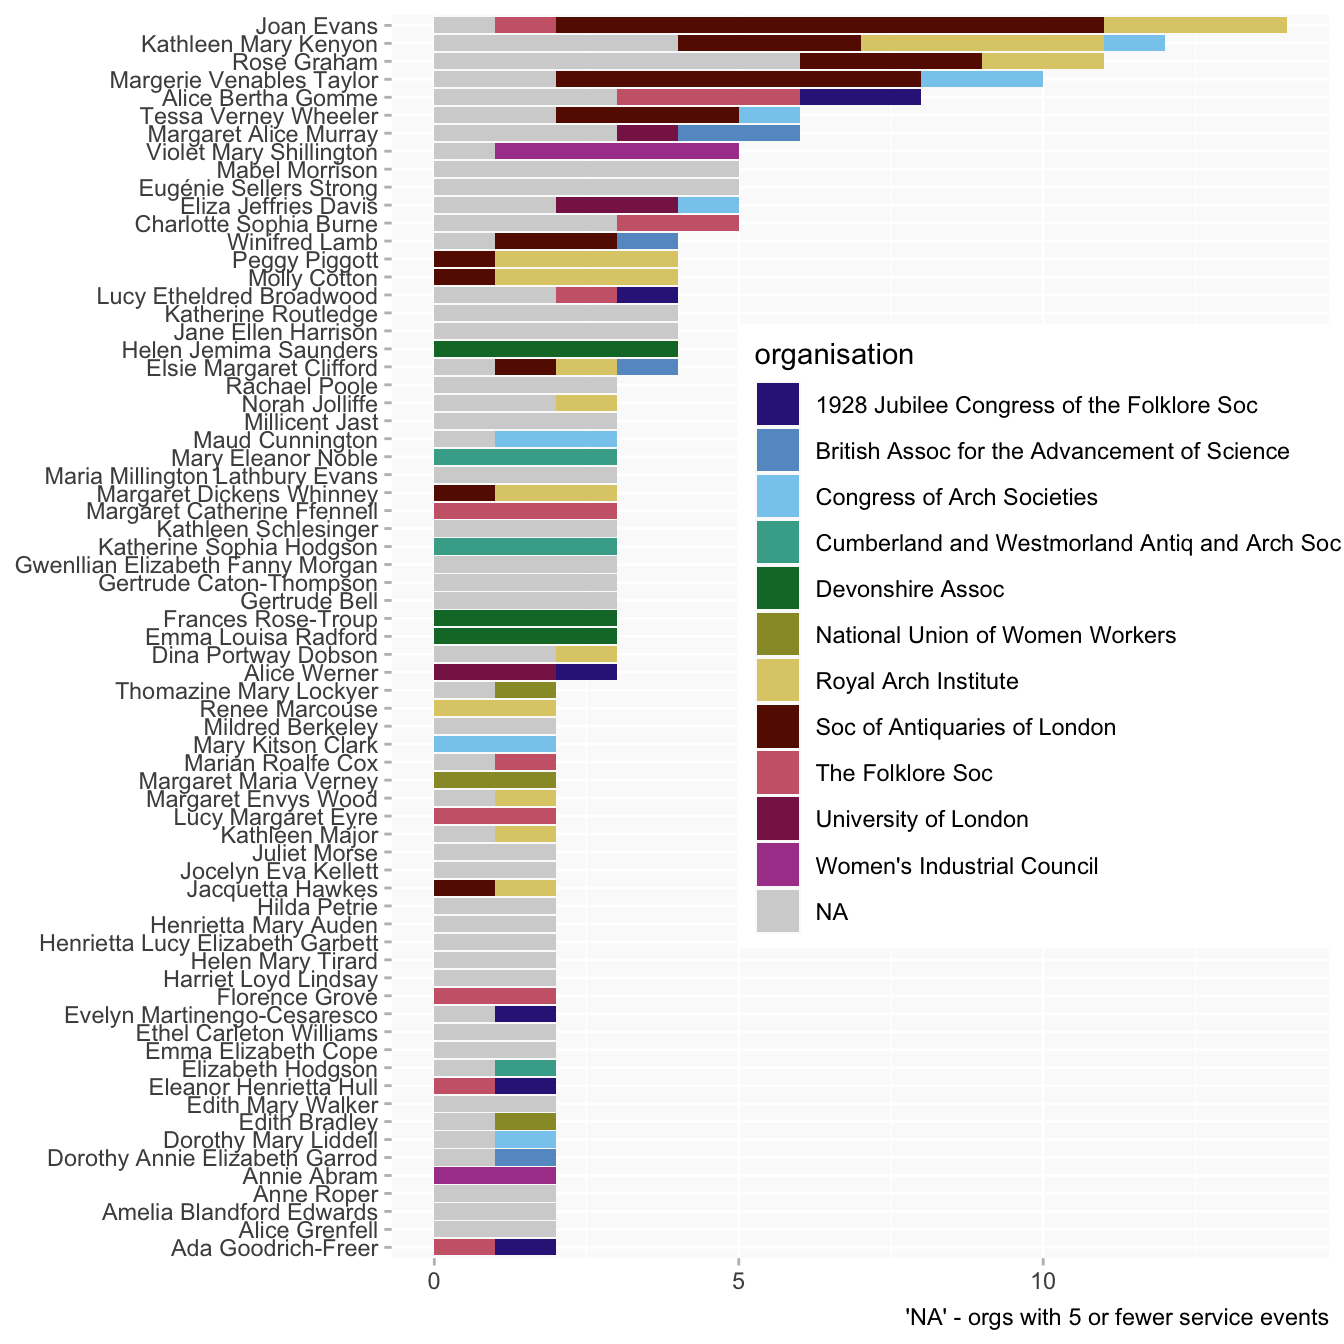 Joan Evans
Kathleen Mary Kenyon
Rose Graham
Margerie Venables Taylor
Alice Bertha Gomme
Tessa Verney Wheeler
Margaret Alice Murray
Violet Mary Shillington
Mabel Morrison
Eugénie Sellers Strong
Eliza Jeffries Davis
Charlotte Sophia Burne
Winifred Lamb
Peggy Piggott
Molly Cotton
Lucy Etheldred Broadwood
Katherine Routledge
Jane Ellen Harrison
Helen Jemima Saunders
Elsie Margaret Clifford
Rachael Poole
Norah Jolliffe
Millicent Jast
Maud Cunnington
Mary Eleanor Noble
Maria Millington Lathbury Evans
Margaret Dickens Whinney
Margaret Catherine Ffennell
Kathleen Schlesinger
Katherine Sophia Hodgson
Gwenllian Elizabeth Fanny Morgan
Gertrude Caton-Thompson
Gertrude Bell
Frances Rose-Troup
Emma Louisa Radford
Dina Portway Dobson
Alice Werner
Thomazine Mary Lockyer
Renee Marcouse
Mildred Berkeley
Mary Kitson Clark
Marian Roalfe Cox
Margaret Maria Verney
Margaret Envys Wood
Lucy Margaret Eyre
Kathleen Major
Juliet Morse
Jocelyn Eva Kellett
Jacquetta Hawkes
Hilda Petrie
Henrietta Mary Auden
Henrietta Lucy Elizabeth Garbett
Helen Mary Tirard
Harriet Loyd Lindsay
Florence Grove
Evelyn Martinengo-Cesaresco
Ethel Carleton Williams
Emma Elizabeth Cope
Elizabeth Hodgson
Eleanor Henrietta Hull
Edith Mary Walker
Edith Bradley
Dorothy Mary Liddell
Dorothy Annie Elizabeth Garrod
Annie Abram
Anne Roper
Amelia Blandford Edwards
Alice Grenfell
Ada Goodrich-Freer
organisation
1928 Jubilee Congress of the Folklore Soc
British Assoc for the Advancement of Science
Congress of Arch Societies
Cumberland and Westmorland Antiq and Arch Soc
Devonshire Assoc
National Union of Women Workers
Royal Arch Institute
Soc of Antiquaries of London
The Folklore Soc
University of London
Women's Industrial Council
NA
0 5 10
'NA' - orgs with 5 or fewer service events